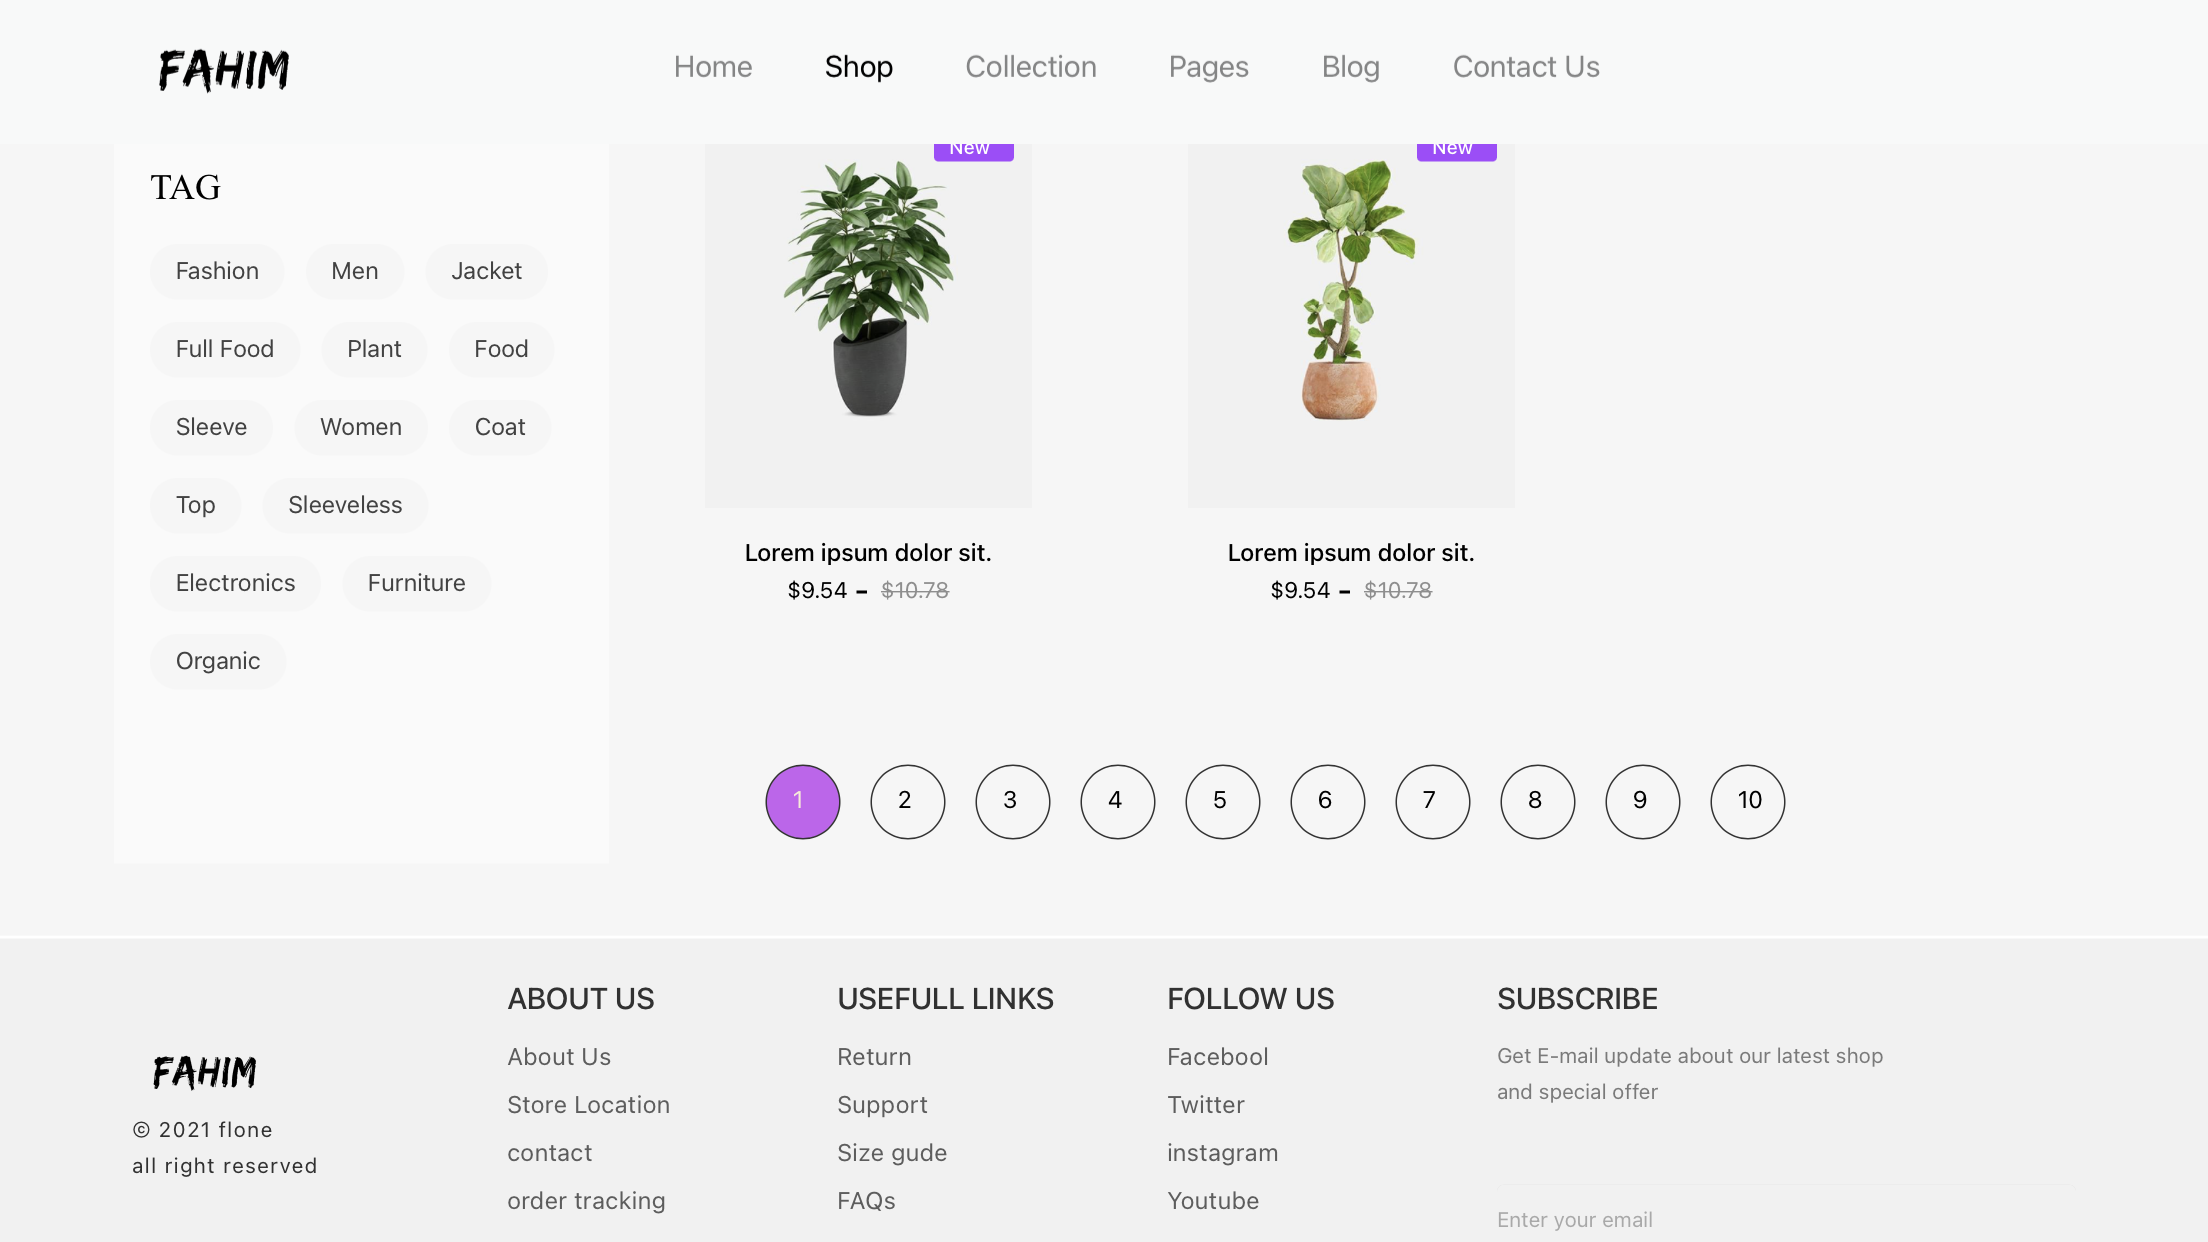 FAHIM
Home Shop Collection Pages Blog Contact Us
New New
TAG
Fashion Men Jacket
Full Food Plant Food
Sleeve Women Coat
Top Sleeveless
Electronics Furniture
Organic
Lorem ipsum dolor sit. Lorem ipsum dolor sit.
$9.54 - $10.78 $9.54 - $10.78
1 2 3 4 5 6 7 8 9 10
FAHIM
© 2021 flone
all right reserved
ABOUT US
About Us
Store Location
contact
order tracking
USEFULL LINKS
Return
Support
Size gude
FAQs
FOLLOW US
Facebool
Twitter
instagram
Youtube
SUBSCRIBE
Get E-mail update about our latest shop
and special offer
Enter your email